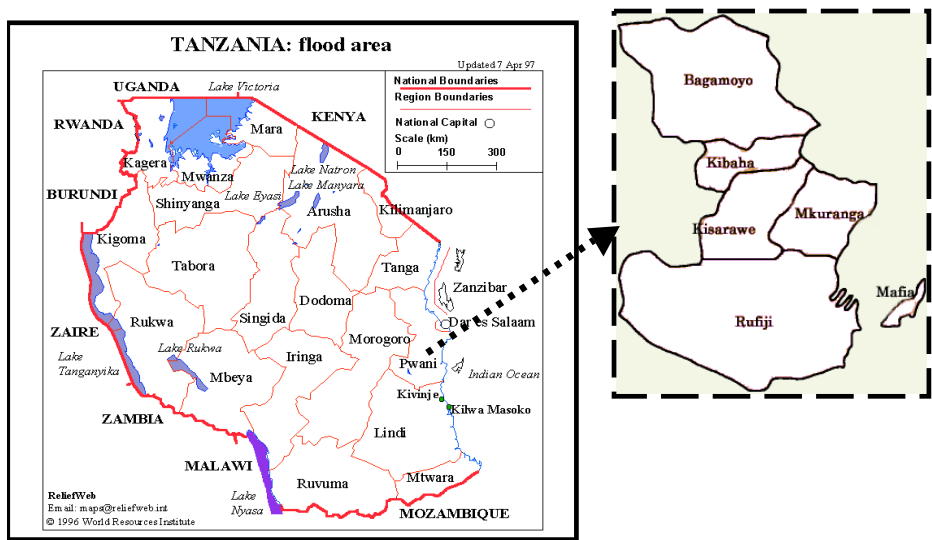 TANZANIA: flood area
Updated 7 Apr 97
National Boundaries
Region Boundaries
National Capital
Scale (km)
0 150 300
UGANDA
Lake Victoria
RWANDA
KENYA
Mara
Kagera
Mwanza
Lake Natron
Lake Manyara
BURUNDI
Lake Eyasi
Shinyanga
Arusha
Kilimanjaro
Kigoma
Tabora
Tanga
Zanzibar
Dodoma
Singida
Dar es Salaam
Rukwa
ZAIRE
Morogoro
Lake Rukwa
Iringa
Lake
Tanganyika
Pwani
Indian Ocean
Mbeya
Kivinje
Kilwa Masoko
ZAMBIA
Lindi
MALAWI
Mtwara
Ruvuma
Lake
Nyasa
MOZAMBIQUE
ReliefWeb
Email: maps@reliefweb.int
© 1996 World Resources Institute
Bagamoyo
Kibaha
Mkuranga
Kisarawe
Mafia
Rufiji